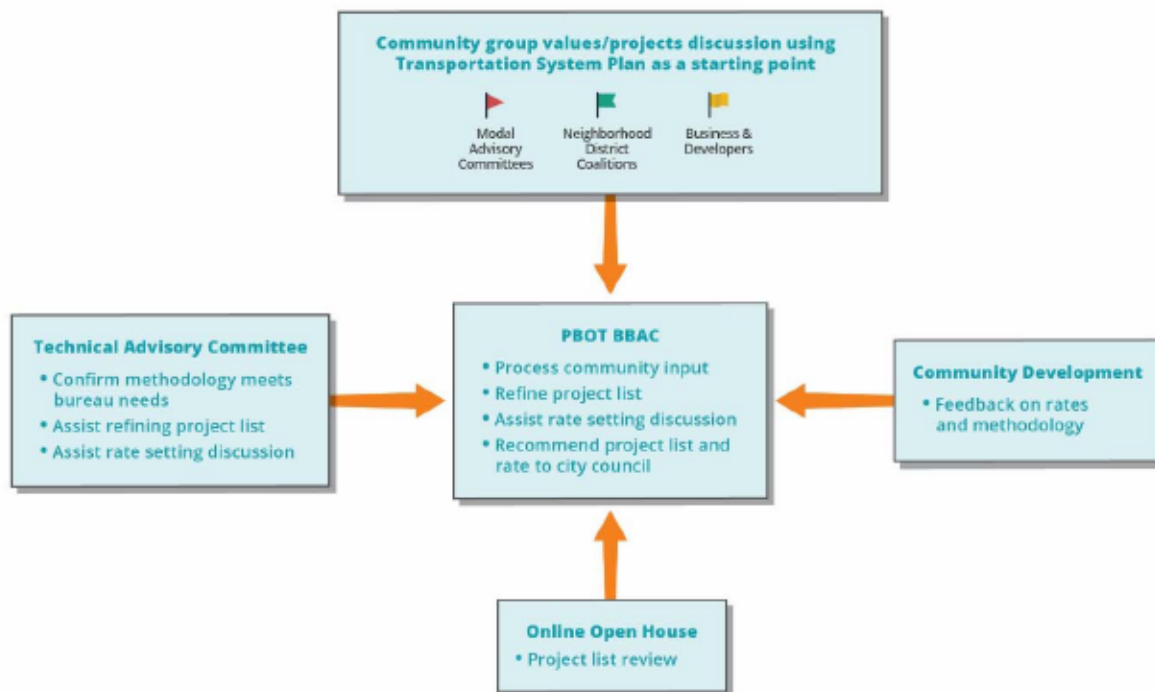 Community group values/projects discussion using
Transportation System Plan as a starting point
Modal
Advisory
Committees
Neighborhood
District
Coalitions
Business &
Developers
Technical Advisory Committee
• Confirm methodology meets
bureau needs
• Assist refining project list
• Assist rate setting discussion
PBOT BBAC
• Process community input
• Refine project list
• Assist rate setting discussion
• Recommend project list and
rate to city council
Community Development
• Feedback on rates
and methodology
Online Open House
• Project list review